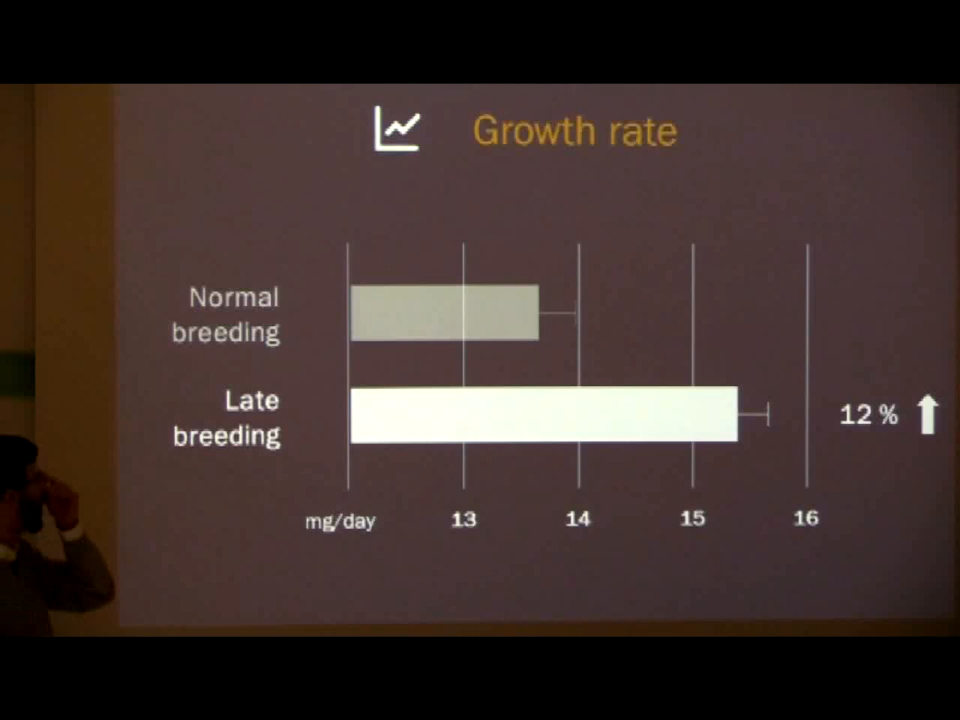 Growth rate
Normal
breeding
Late
breeding
12 %
mg/day 13 14 15 16